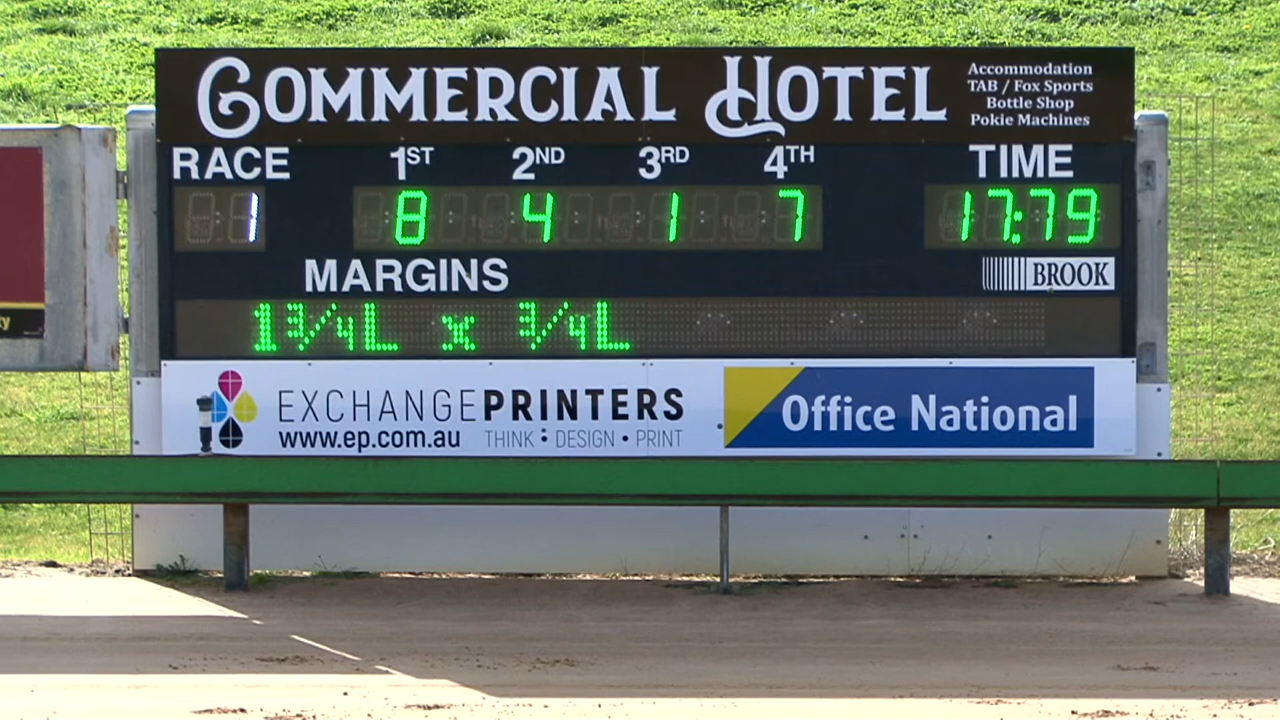 COMMERCIAL HOTEL
Accommodation
TAB / Fox Sports
Bottle Shop
Pokie Machines
RACE 1ST 2ND 3RD 4TH TIME
1 8 4 1 7 17:79
MARGINS
BROOK
1 3/4L x 3/4L
EXCHANGEPRINTERS
www.ep.com.au THINK : DESIGN • PRINT
Office National